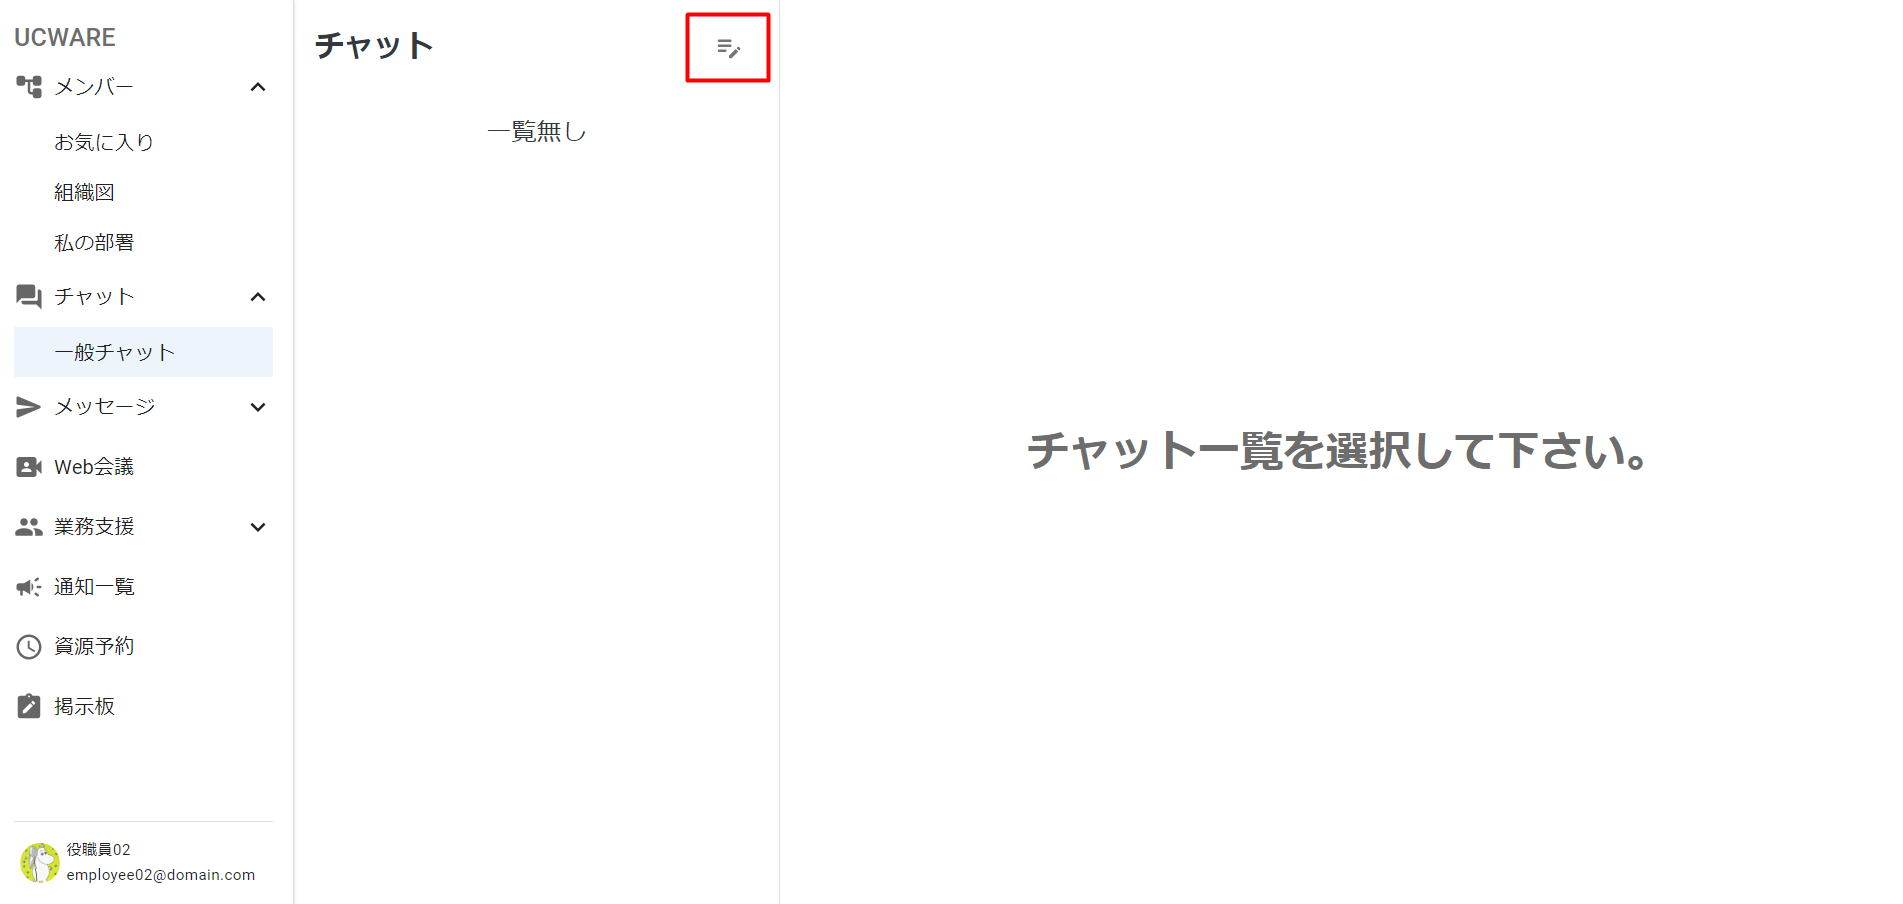 UCWARE
メンバー
お気に入り
組織図
私の部署
チャット
一般チャット
メッセージ
Web会議
業務支援
通知一覧
資源予約
掲示板
役職員02
employee02@domain.com
チャット
一覧無し
チャット一覧を選択して下さい。